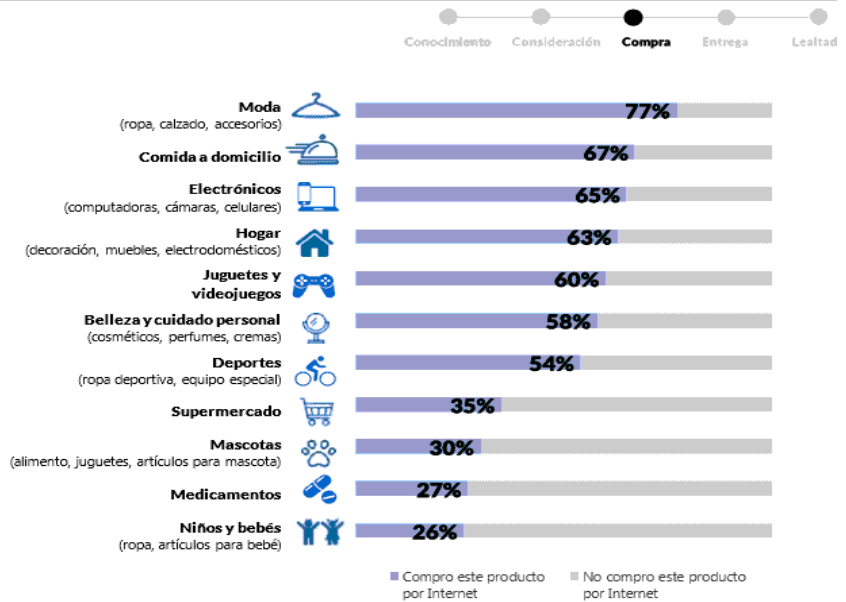 Conocimiento Consideración Compra Entrega Lealtad
Moda
(ropa, calzado, accesorios)
77%
Comida a domicilio
67%
Electrónicos
(computadoras, cámaras, celulares)
65%
Hogar
(decoración, muebles, electrodomésticos)
63%
Juguetes y
videojuegos
60%
Belleza y cuidado personal
(cosméticos, perfumes, cremas)
58%
Deportes
(ropa deportiva, equipo especial)
54%
Supermercado
35%
Mascotas
(alimento, juguetes, artículos para mascota)
30%
Medicamentos
27%
Niños y bebés
(ropa, artículos para bebé)
26%
Compro este producto
por Internet
No compro este producto
por Internet